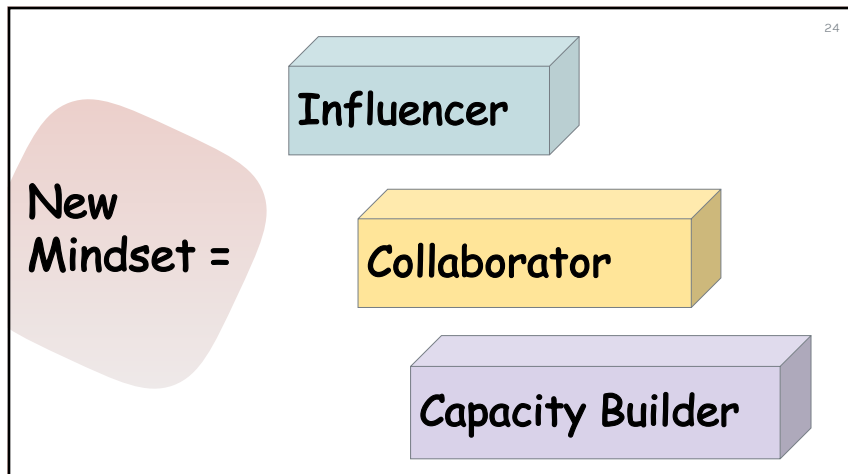 24
Influencer
New
Mindset =
Collaborator
Capacity Builder